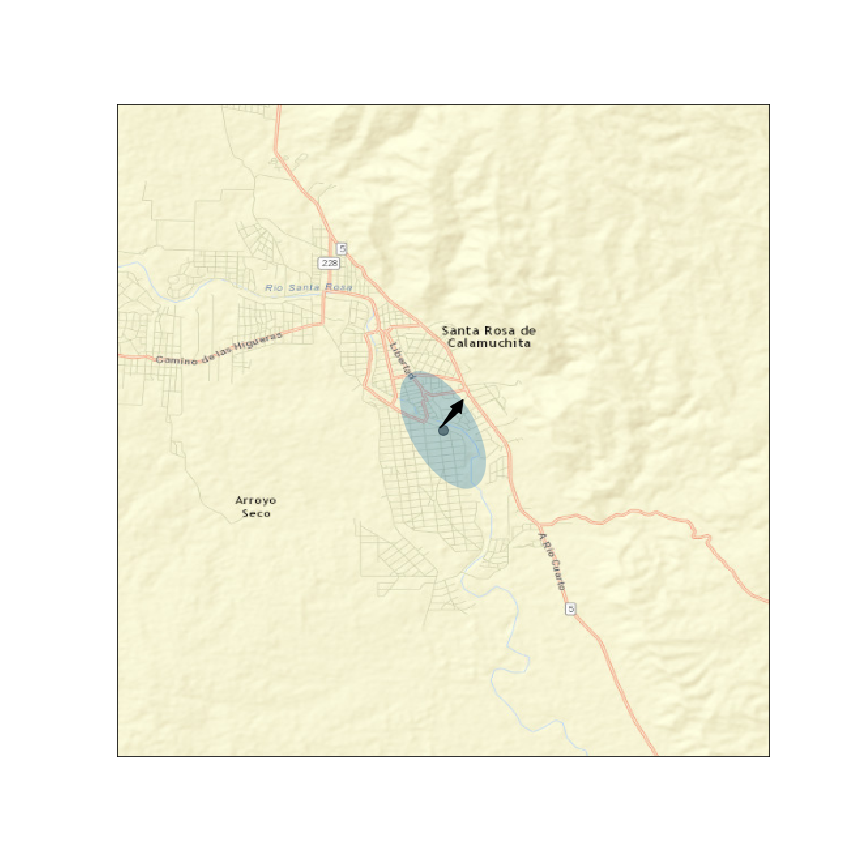 5
228
Rio Santa Rosa
Santa Rosa de
Calamuchita
Camino de las Higueras
Libertad
Arroyo
Seco
A Rio Cuarto
5